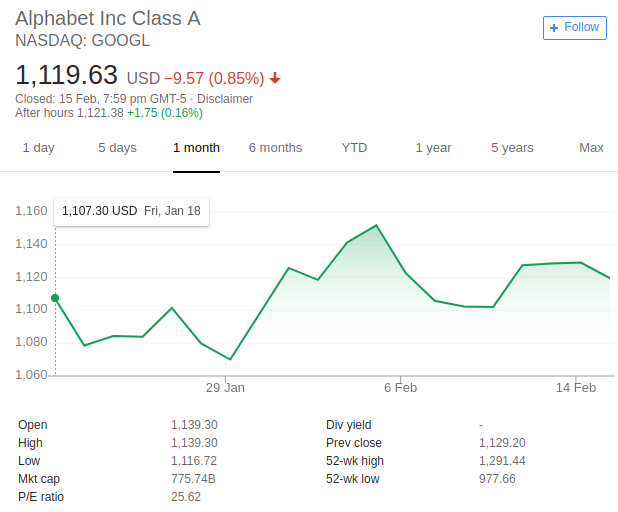 Alphabet Inc Class A
NASDAQ: GOOGL
+ Follow
1,119.63 USD −9.57 (0.85%)
Closed: 15 Feb, 7:59 pm GMT-5 · Disclaimer
After hours 1,121.38 +1.75 (0.16%)
1 day 5 days 1 month 6 months YTD 1 year 5 years Max
1,160
1,107.30 USD Fri, Jan 18
1,140
1,120
1,100
1,080
1,060
29 Jan 6 Feb 14 Feb
Open 1,139.30 Div yield -
High 1,139.30 Prev close 1,129.20
Low 1,116.72 52-wk high 1,291.44
Mkt cap 775.74B 52-wk low 977.66
P/E ratio 25.62